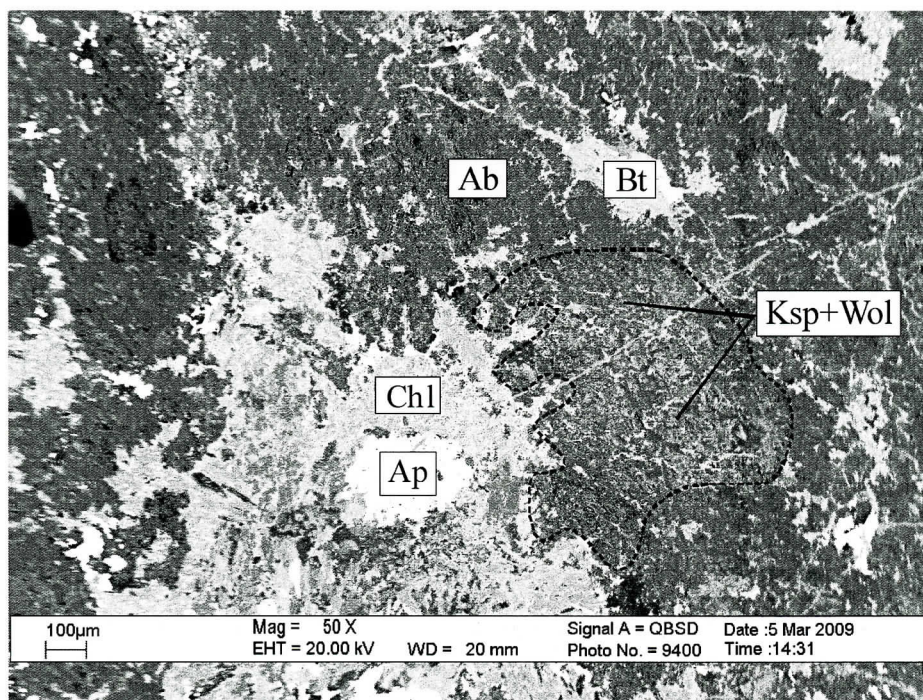 Ab
Bt
Ksp+Wol
Chl
Ap
100µm
Mag = 50 X
EHT = 20.00 kV
WD = 20 mm
Signal A = QBSD
Photo No. = 9400
Date :5 Mar 2009
Time :14:31